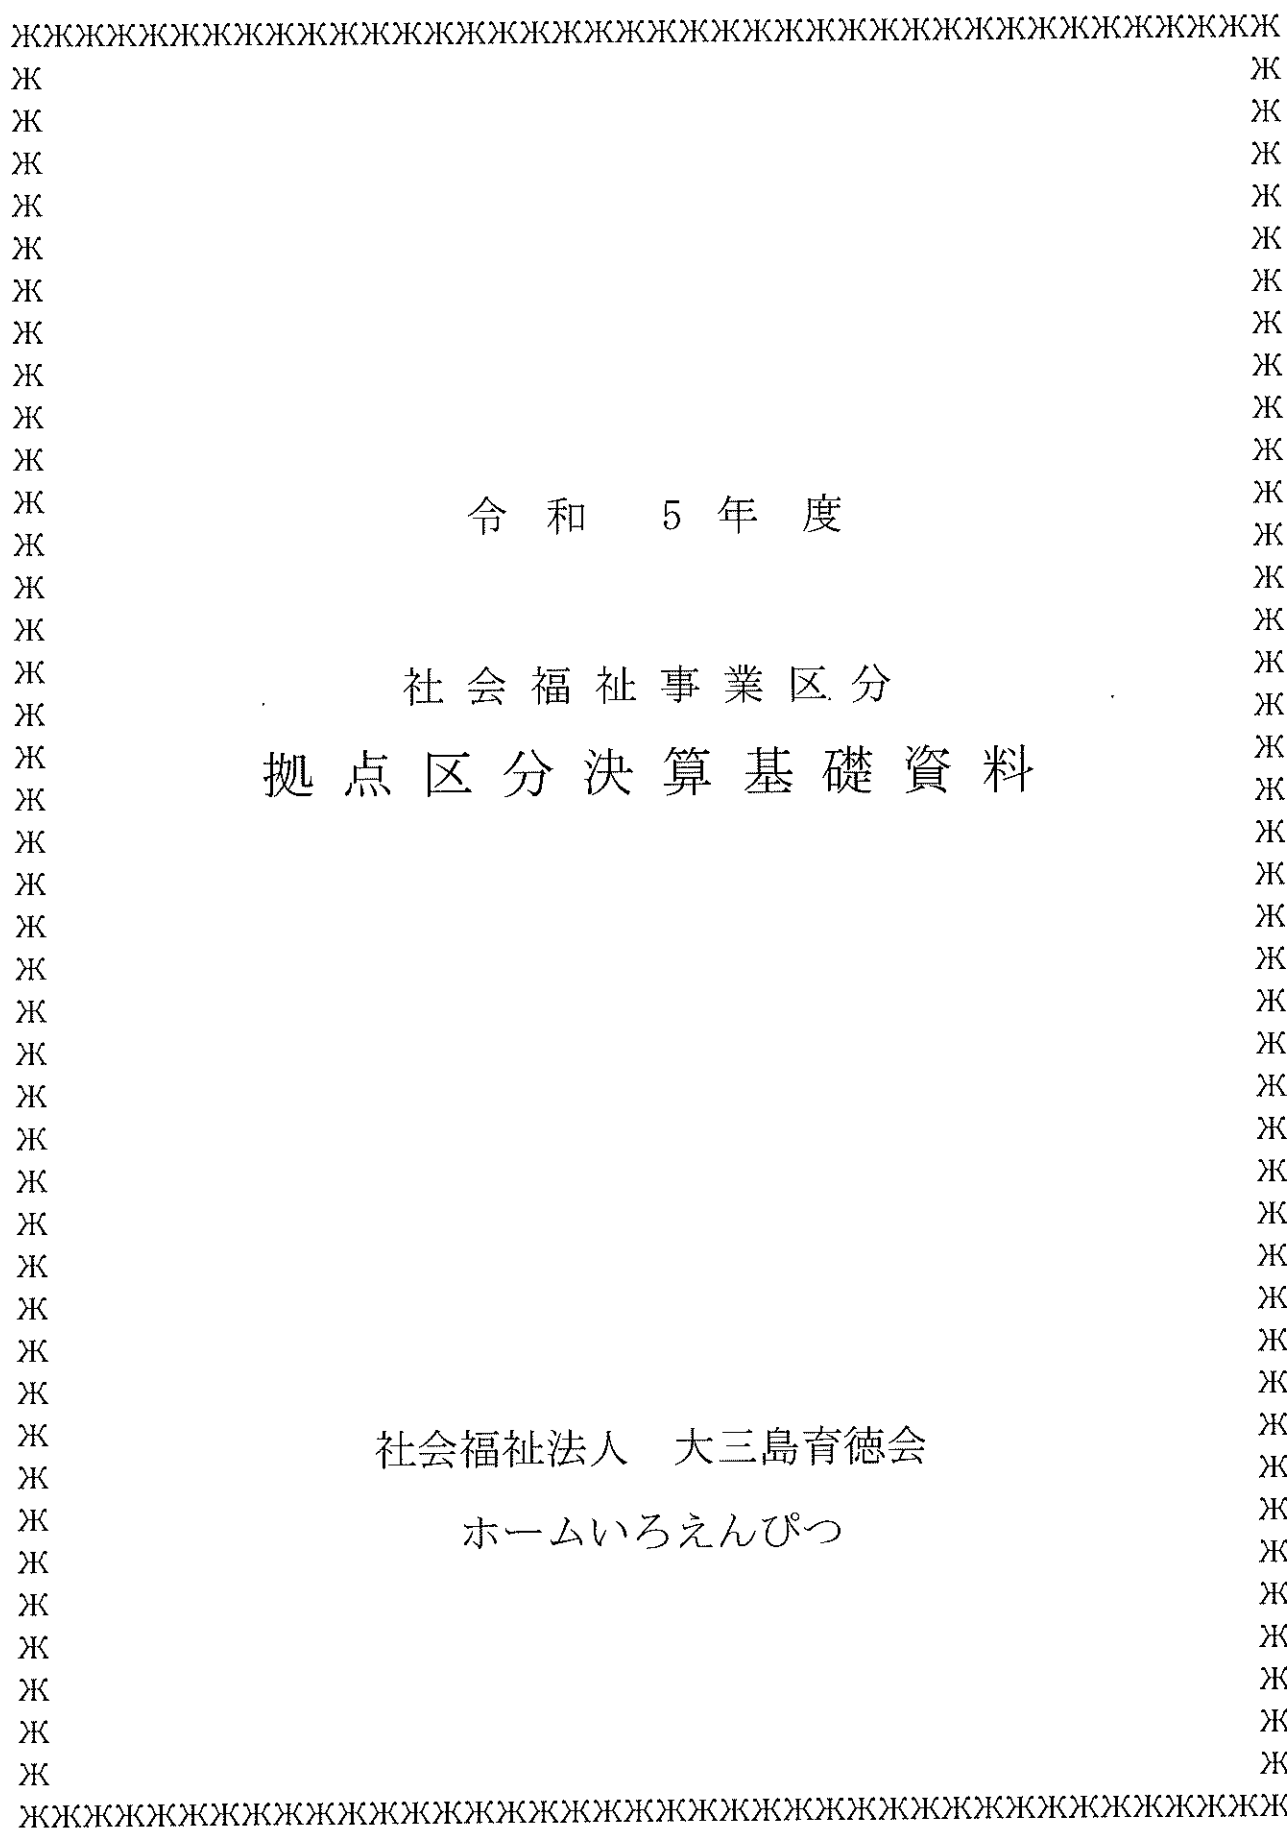 令和 5年度
社会福祉事業区分
拠点区分決算基礎資料
社会福祉法人 大三島育徳会
ホームいろえんぴつ